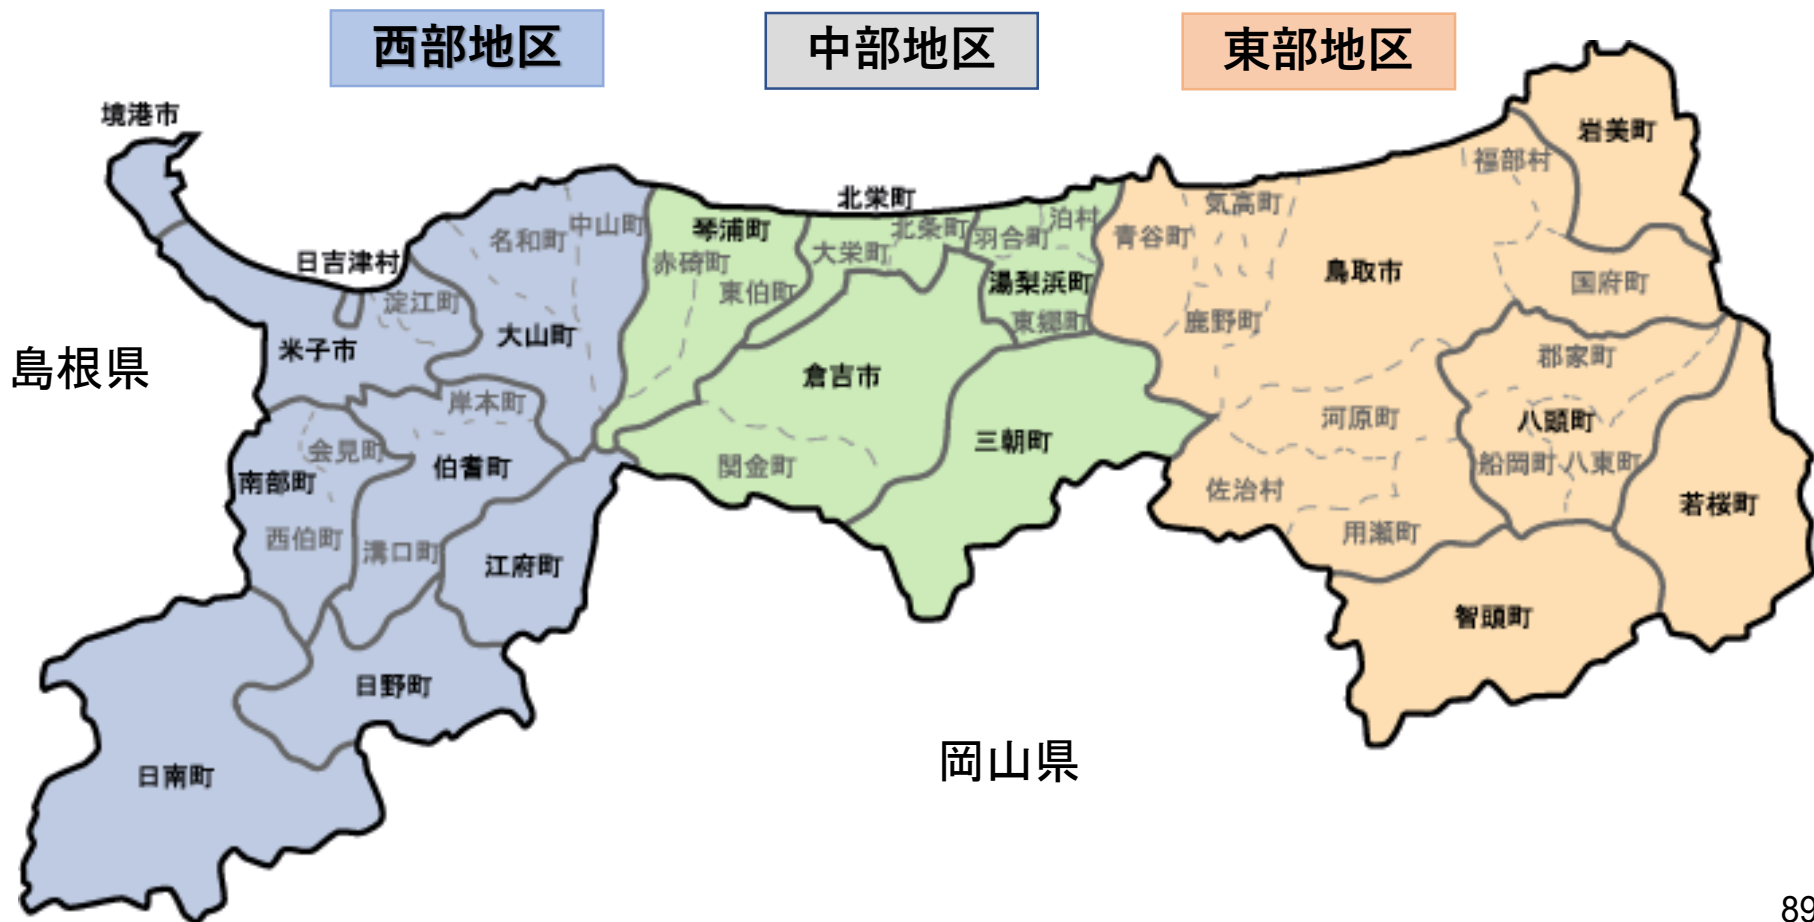 西部地区
中部地区
東部地区
境港市
岩美町
福部村
北栄町
気高町
中山町
名和町
琴浦町
北条町
泊村
羽合町
青谷町
大栄町
日吉津村
赤碕町
東伯町
湯梨浜町
鳥取市
国府町
淀江町
大山町
東郷町
鹿野町
米子市
島根県
倉吉市
郡家町
岸本町
河原町
八頭町
会見町
伯耆町
三朝町
関金町
船岡町
八東町
南部町
佐治村
若桜町
西伯町
溝口町
用瀬町
江府町
智頭町
日野町
日南町
岡山県
89